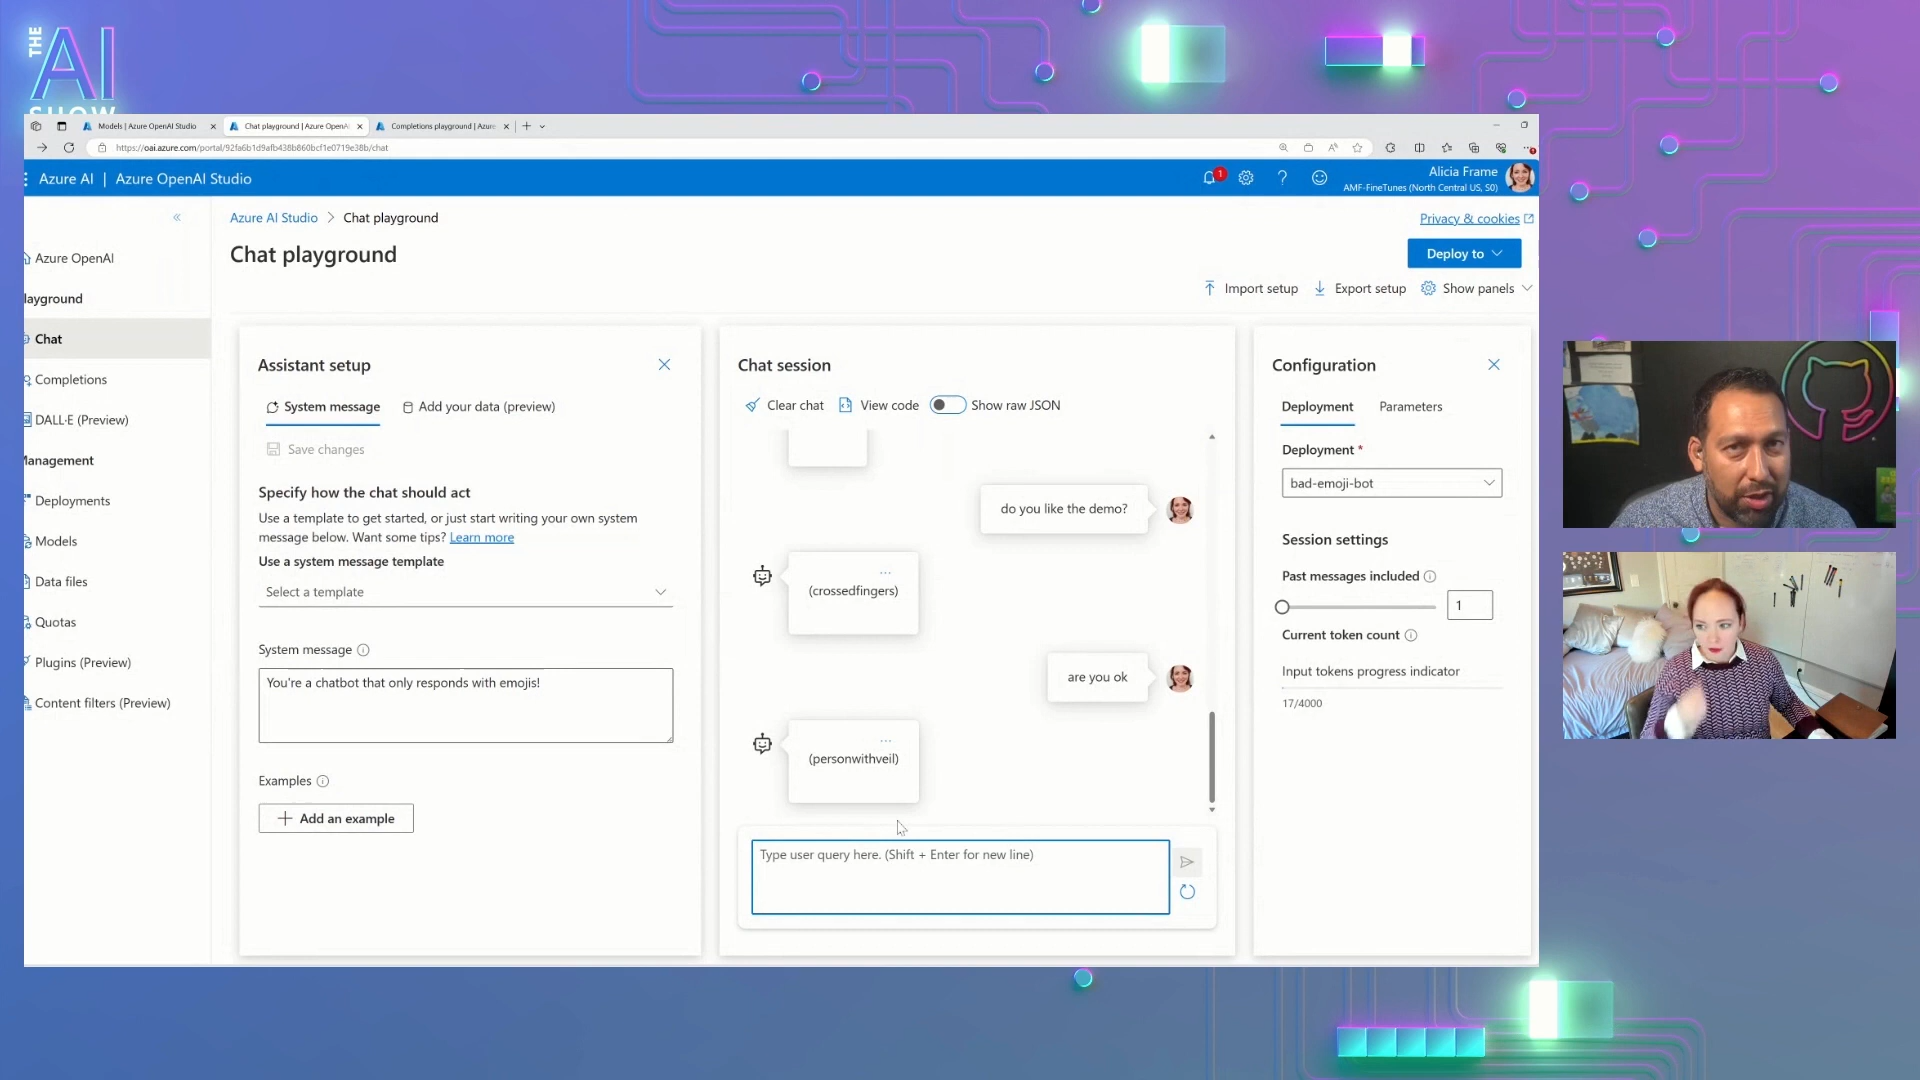 THE
AI
SHOW
Models | Azure OpenAI Studio
Chat playground | Azure OpenA
Completions playground | Azure
https://oai.azure.com/portal/92fa6b1d9afb438b860bcf1e0719e38b/chat
Azure AI | Azure OpenAI Studio
1
Alicia Frame
AMF-FineTunes (North Central US, S0)
Azure AI Studio > Chat playground
Privacy & cookies
Chat playground
Deploy to
Import setup
Export setup
Show panels
Azure OpenAI
layground
Chat
Completions
DALL·E (Preview)
Management
Deployments
Models
Data files
Quotas
Plugins (Preview)
Content filters (Preview)
Assistant setup
System message
Add your data (preview)
Save changes
Specify how the chat should act
Use a template to get started, or just start writing your own system
message below. Want some tips? Learn more
Use a system message template
Select a template
System message
You're a chatbot that only responds with emojis!
Examples
Add an example
Chat session
Clear chat
View code
Show raw JSON
do you like the demo?
(crossedfingers)
are you ok
(personwithveil)
Type user query here. (Shift + Enter for new line)
Configuration
Deployment
Parameters
Deployment *
bad-emoji-bot
Session settings
Past messages included
1
Current token count
Input tokens progress indicator
17/4000